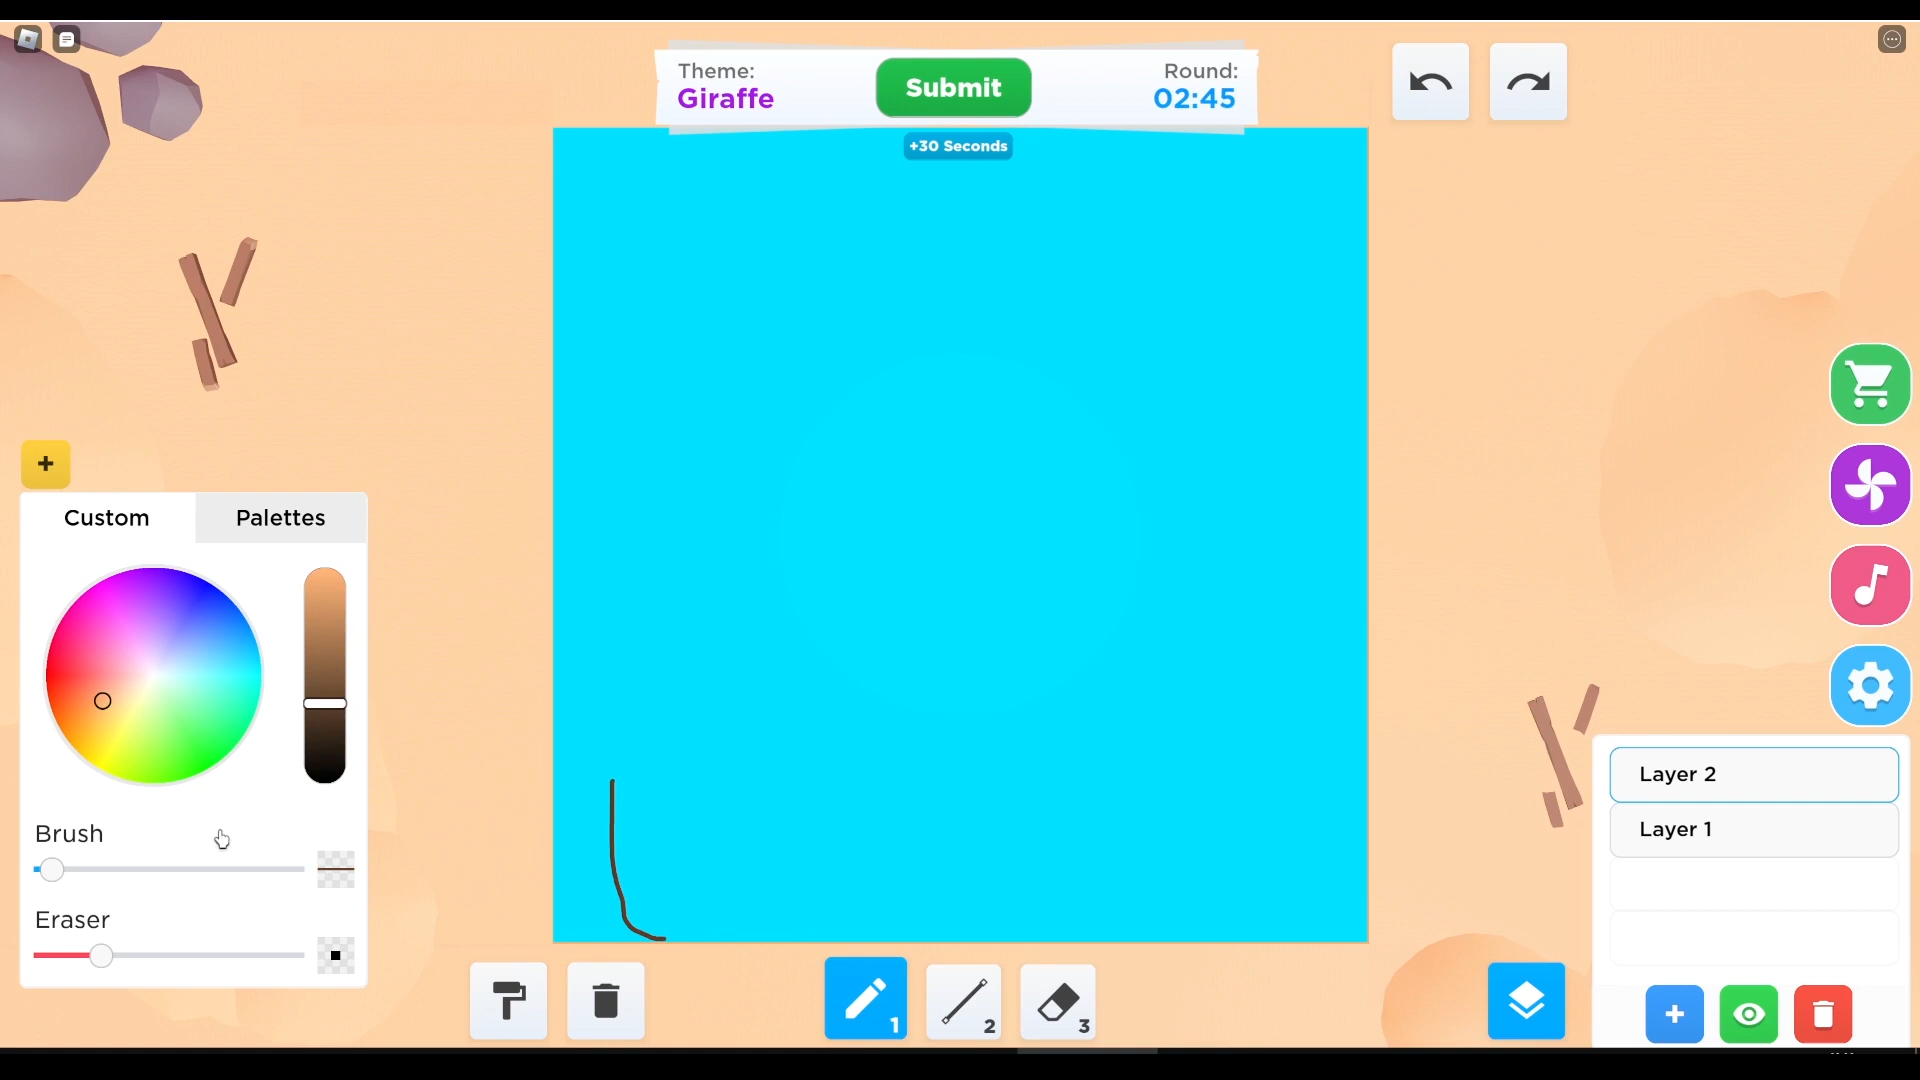 Theme:
Giraffe
Submit
Round:
02:45
+30 Seconds
Custom
Palettes
Brush
Eraser
1
2
3
Layer 2
Layer 1